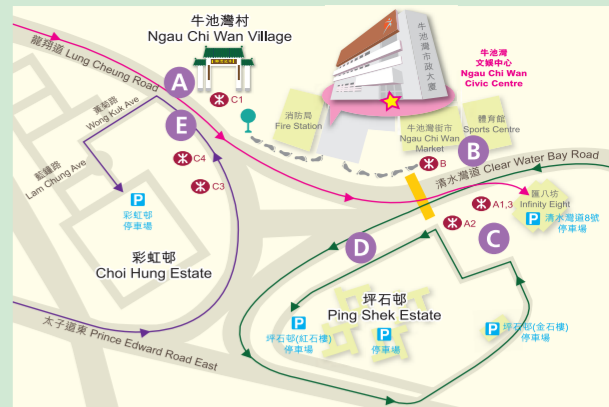 牛池灣村
Ngau Chi Wan Village
龍翔道 Lung Cheung Road
A
C1
黃菊路
Wong Kuk Ave
E
藍鐘路
Lam Chung Ave
C4
C3
P
彩虹邨
停車場
彩虹邨
Choi Hung Estate
太子道東 Prince Edward Road East
消防局
Fire Station
牛池灣市政大廈
牛池灣
文娛中心
Ngau Chi Wan
Civic Centre
牛池灣街市
Ngau Chi Wan
Market
體育館
Sports Centre
B
B
清水灣道 Clear Water Bay Road
匯八坊
Infinity Eight
P 清水灣道8號
停車場
A1,3
A2
C
D
坪石邨
Ping Shek Estate
P
坪石邨(紅石樓)
停車場
P
停車場
P 坪石邨(金石樓)
停車場